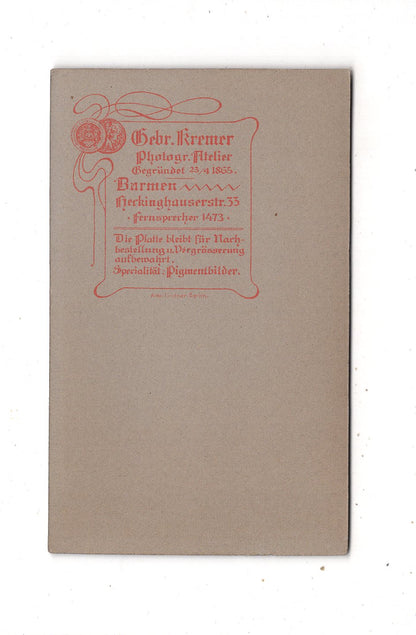 Gebr. Kremer
Photogr. Atelier
Gegründet 25/4 1865.
Barmen
Heckinghauserstr. 33
· Fernsprecher 1473 ·
Die Platte bleibt für Nach-
bestellung u. Vergrösserung
aufbewahrt.
Specialität: Pigmentbilder.